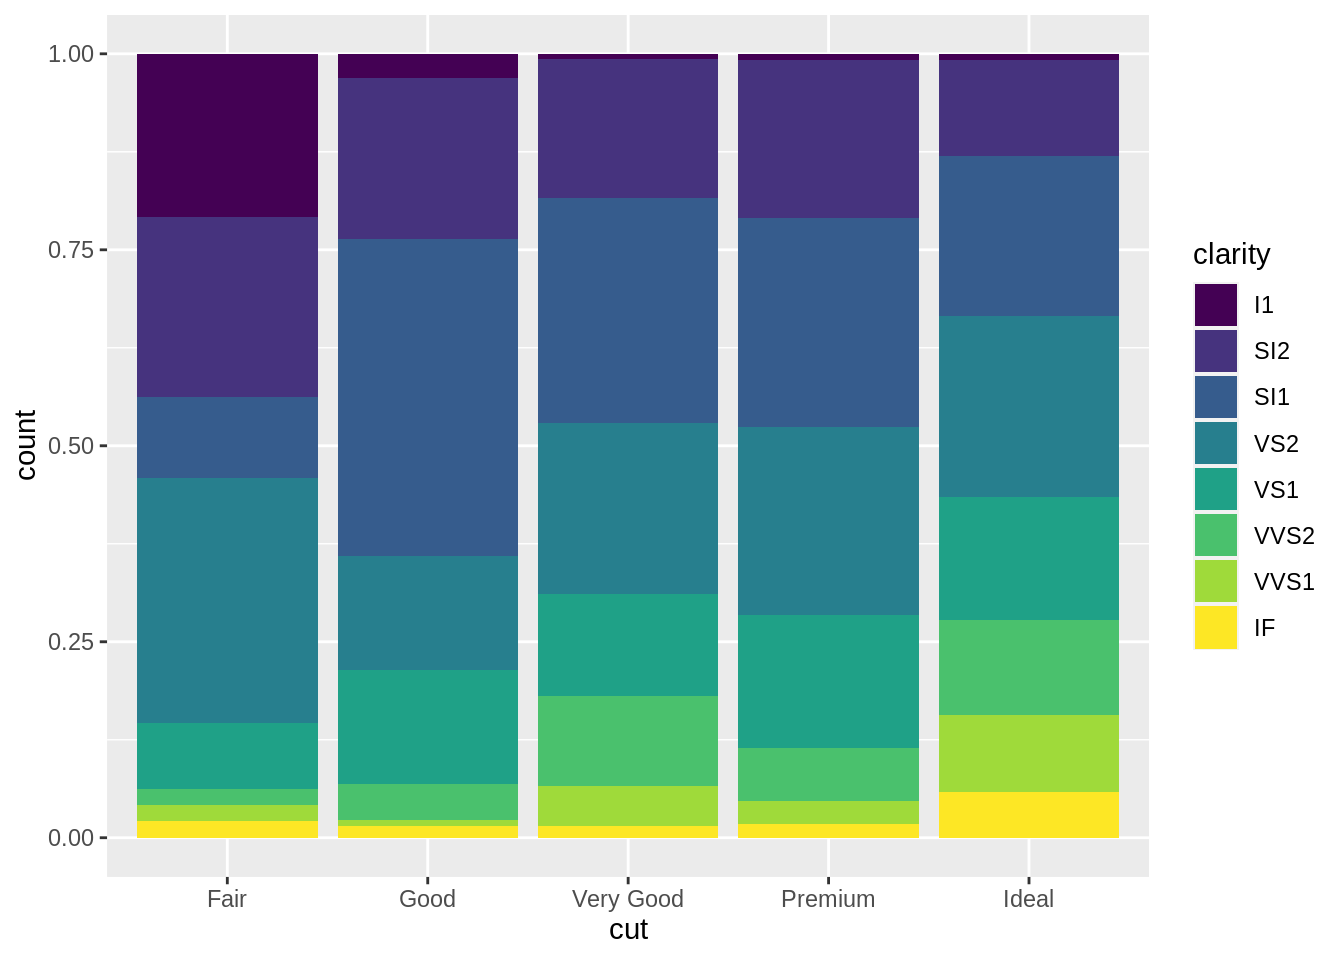 1.00
0.75
0.50
0.25
0.00
count
Fair Good Very Good Premium Ideal
cut
clarity
I1
SI2
SI1
VS2
VS1
VVS2
VVS1
IF